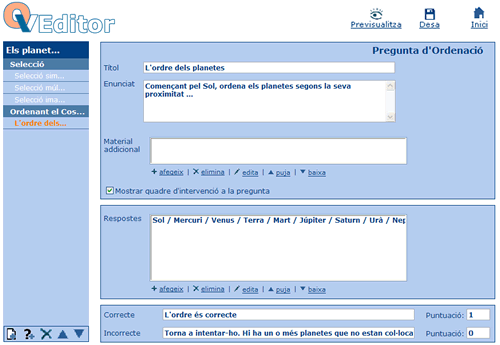 QVEditor
Previsualitza Desa Inici
Els planet...
Selecció
Selecció sim...
Selecció múl...
Selecció ima...
Ordenant el Cos...
L'ordre dels...
Pregunta d'Ordenació
Títol L'ordre dels planetes
Enunciat Començant pel Sol, ordena els planetes segons la seva
proximitat ...
Material
addicional
afegeix | elimina | edita | puja | baixa
Mostrar quadre d'intervenció a la pregunta
Respostes Sol / Mercuri / Venus / Terra / Mart / Júpiter / Saturn / Urà / Nep
afegeix | elimina | edita | puja | baixa
Correcte L'ordre és correcte Puntuació: 1
Incorrecte Torna a intentar-ho. Hi ha un o més planetes que no estan col·loca Puntuació: 0